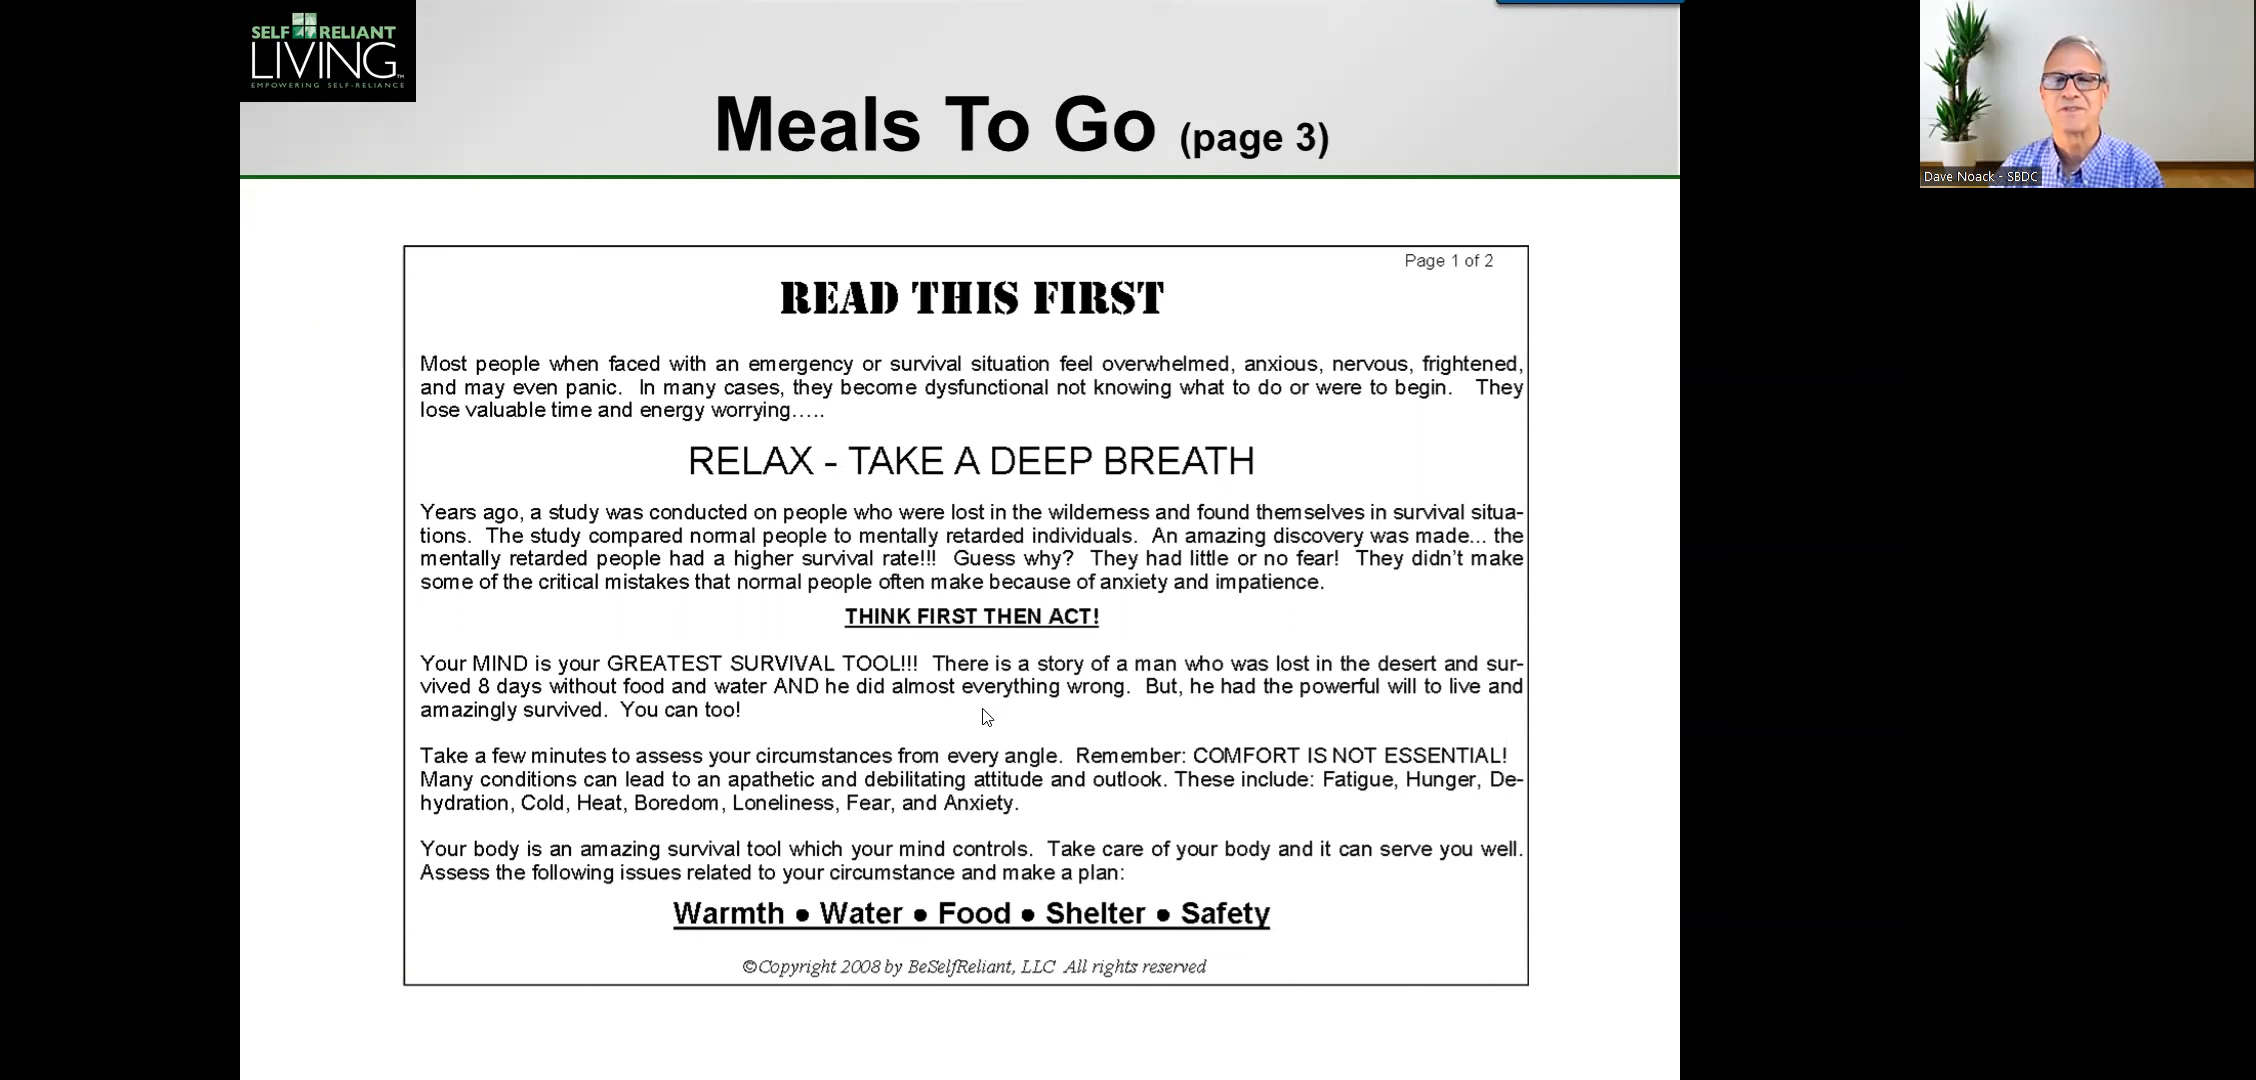 SELF RELIANT
LIVING™
EMPOWERING SELF-RELIANCE
Meals To Go (page 3)
Dave Noack - SBDC
Page 1 of 2
READ THIS FIRST
Most people when faced with an emergency or survival situation feel overwhelmed, anxious, nervous, frightened,
and may even panic. In many cases, they become dysfunctional not knowing what to do or were to begin. They
lose valuable time and energy worrying…..
RELAX - TAKE A DEEP BREATH
Years ago, a study was conducted on people who were lost in the wilderness and found themselves in survival situa-
tions. The study compared normal people to mentally retarded individuals. An amazing discovery was made... the
mentally retarded people had a higher survival rate!!! Guess why? They had little or no fear! They didn't make
some of the critical mistakes that normal people often make because of anxiety and impatience.
THINK FIRST THEN ACT!
Your MIND is your GREATEST SURVIVAL TOOL!!! There is a story of a man who was lost in the desert and sur-
vived 8 days without food and water AND he did almost everything wrong. But, he had the powerful will to live and
amazingly survived. You can too!
Take a few minutes to assess your circumstances from every angle. Remember: COMFORT IS NOT ESSENTIAL!
Many conditions can lead to an apathetic and debilitating attitude and outlook. These include: Fatigue, Hunger, De-
hydration, Cold, Heat, Boredom, Loneliness, Fear, and Anxiety.
Your body is an amazing survival tool which your mind controls. Take care of your body and it can serve you well.
Assess the following issues related to your circumstance and make a plan:
Warmth ● Water ● Food ● Shelter ● Safety
©Copyright 2008 by BeSelfReliant, LLC All rights reserved